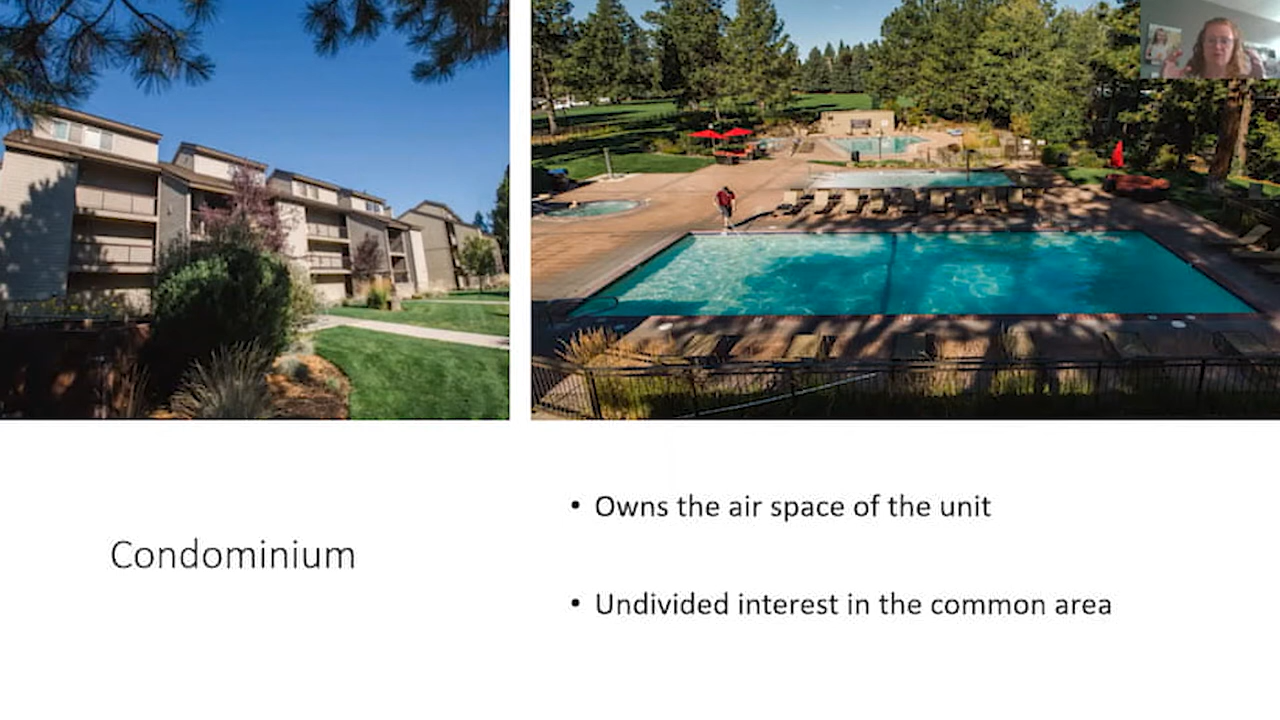 Condominium
• Owns the air space of the unit
• Undivided interest in the common area